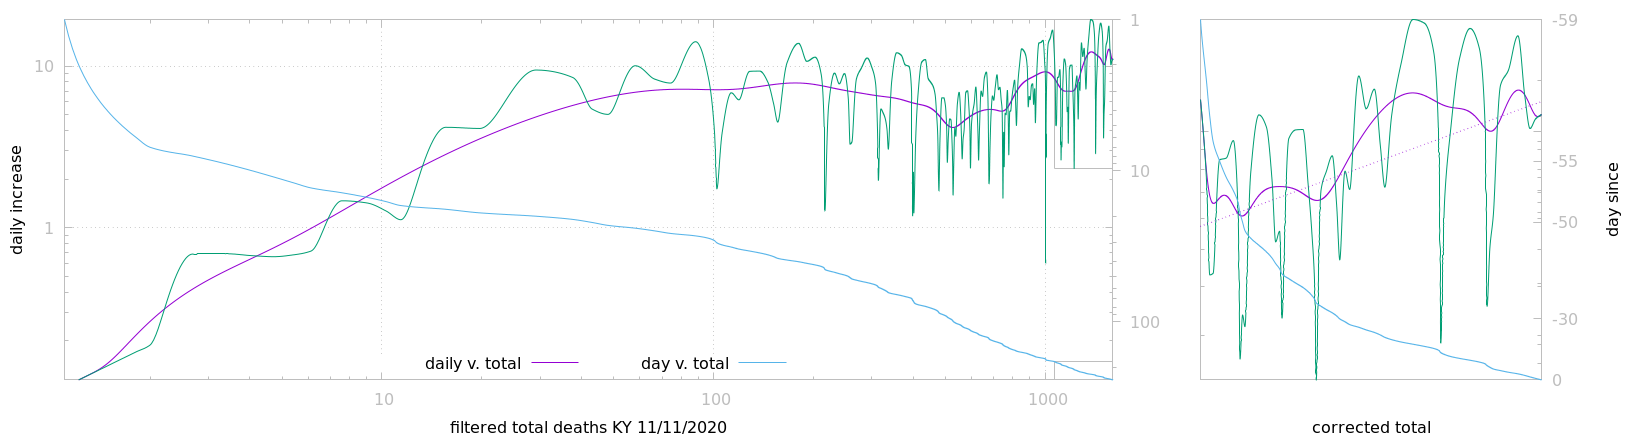 daily increase
10
1
daily v. total
day v. total
10
100
1000
filtered total deaths KY 11/11/2020
1
10
100
-59
-55
-50
-30
0
day since
corrected total